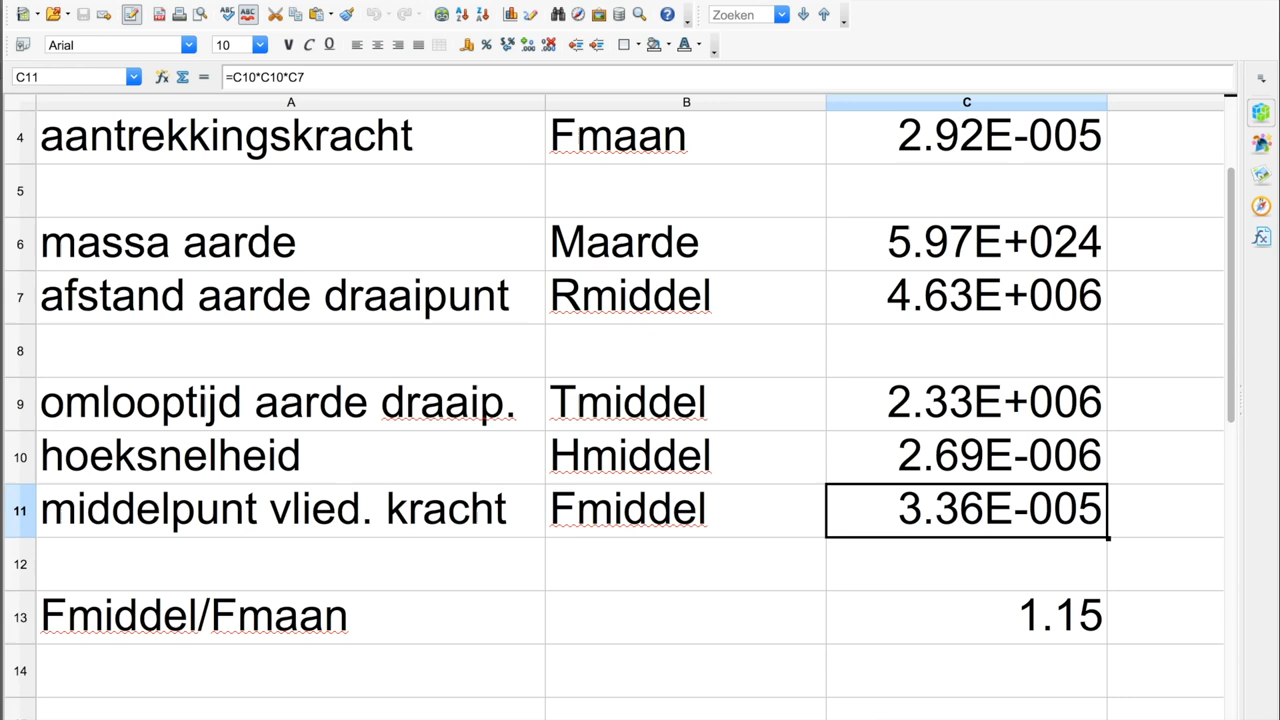 Zoeken
Arial 10
C11 =C10*C10*C7
A B C
4 aantrekkingskracht Fmaan 2.92E-005
5
6 massa aarde Maarde 5.97E+024
7 afstand aarde draaipunt Rmiddel 4.63E+006
8
9 omlooptijd aarde draaip. Tmiddel 2.33E+006
10 hoeksnelheid Hmiddel 2.69E-006
11 middelpunt vlied. kracht Fmiddel 3.36E-005
12
13 Fmiddel/Fmaan 1.15
14